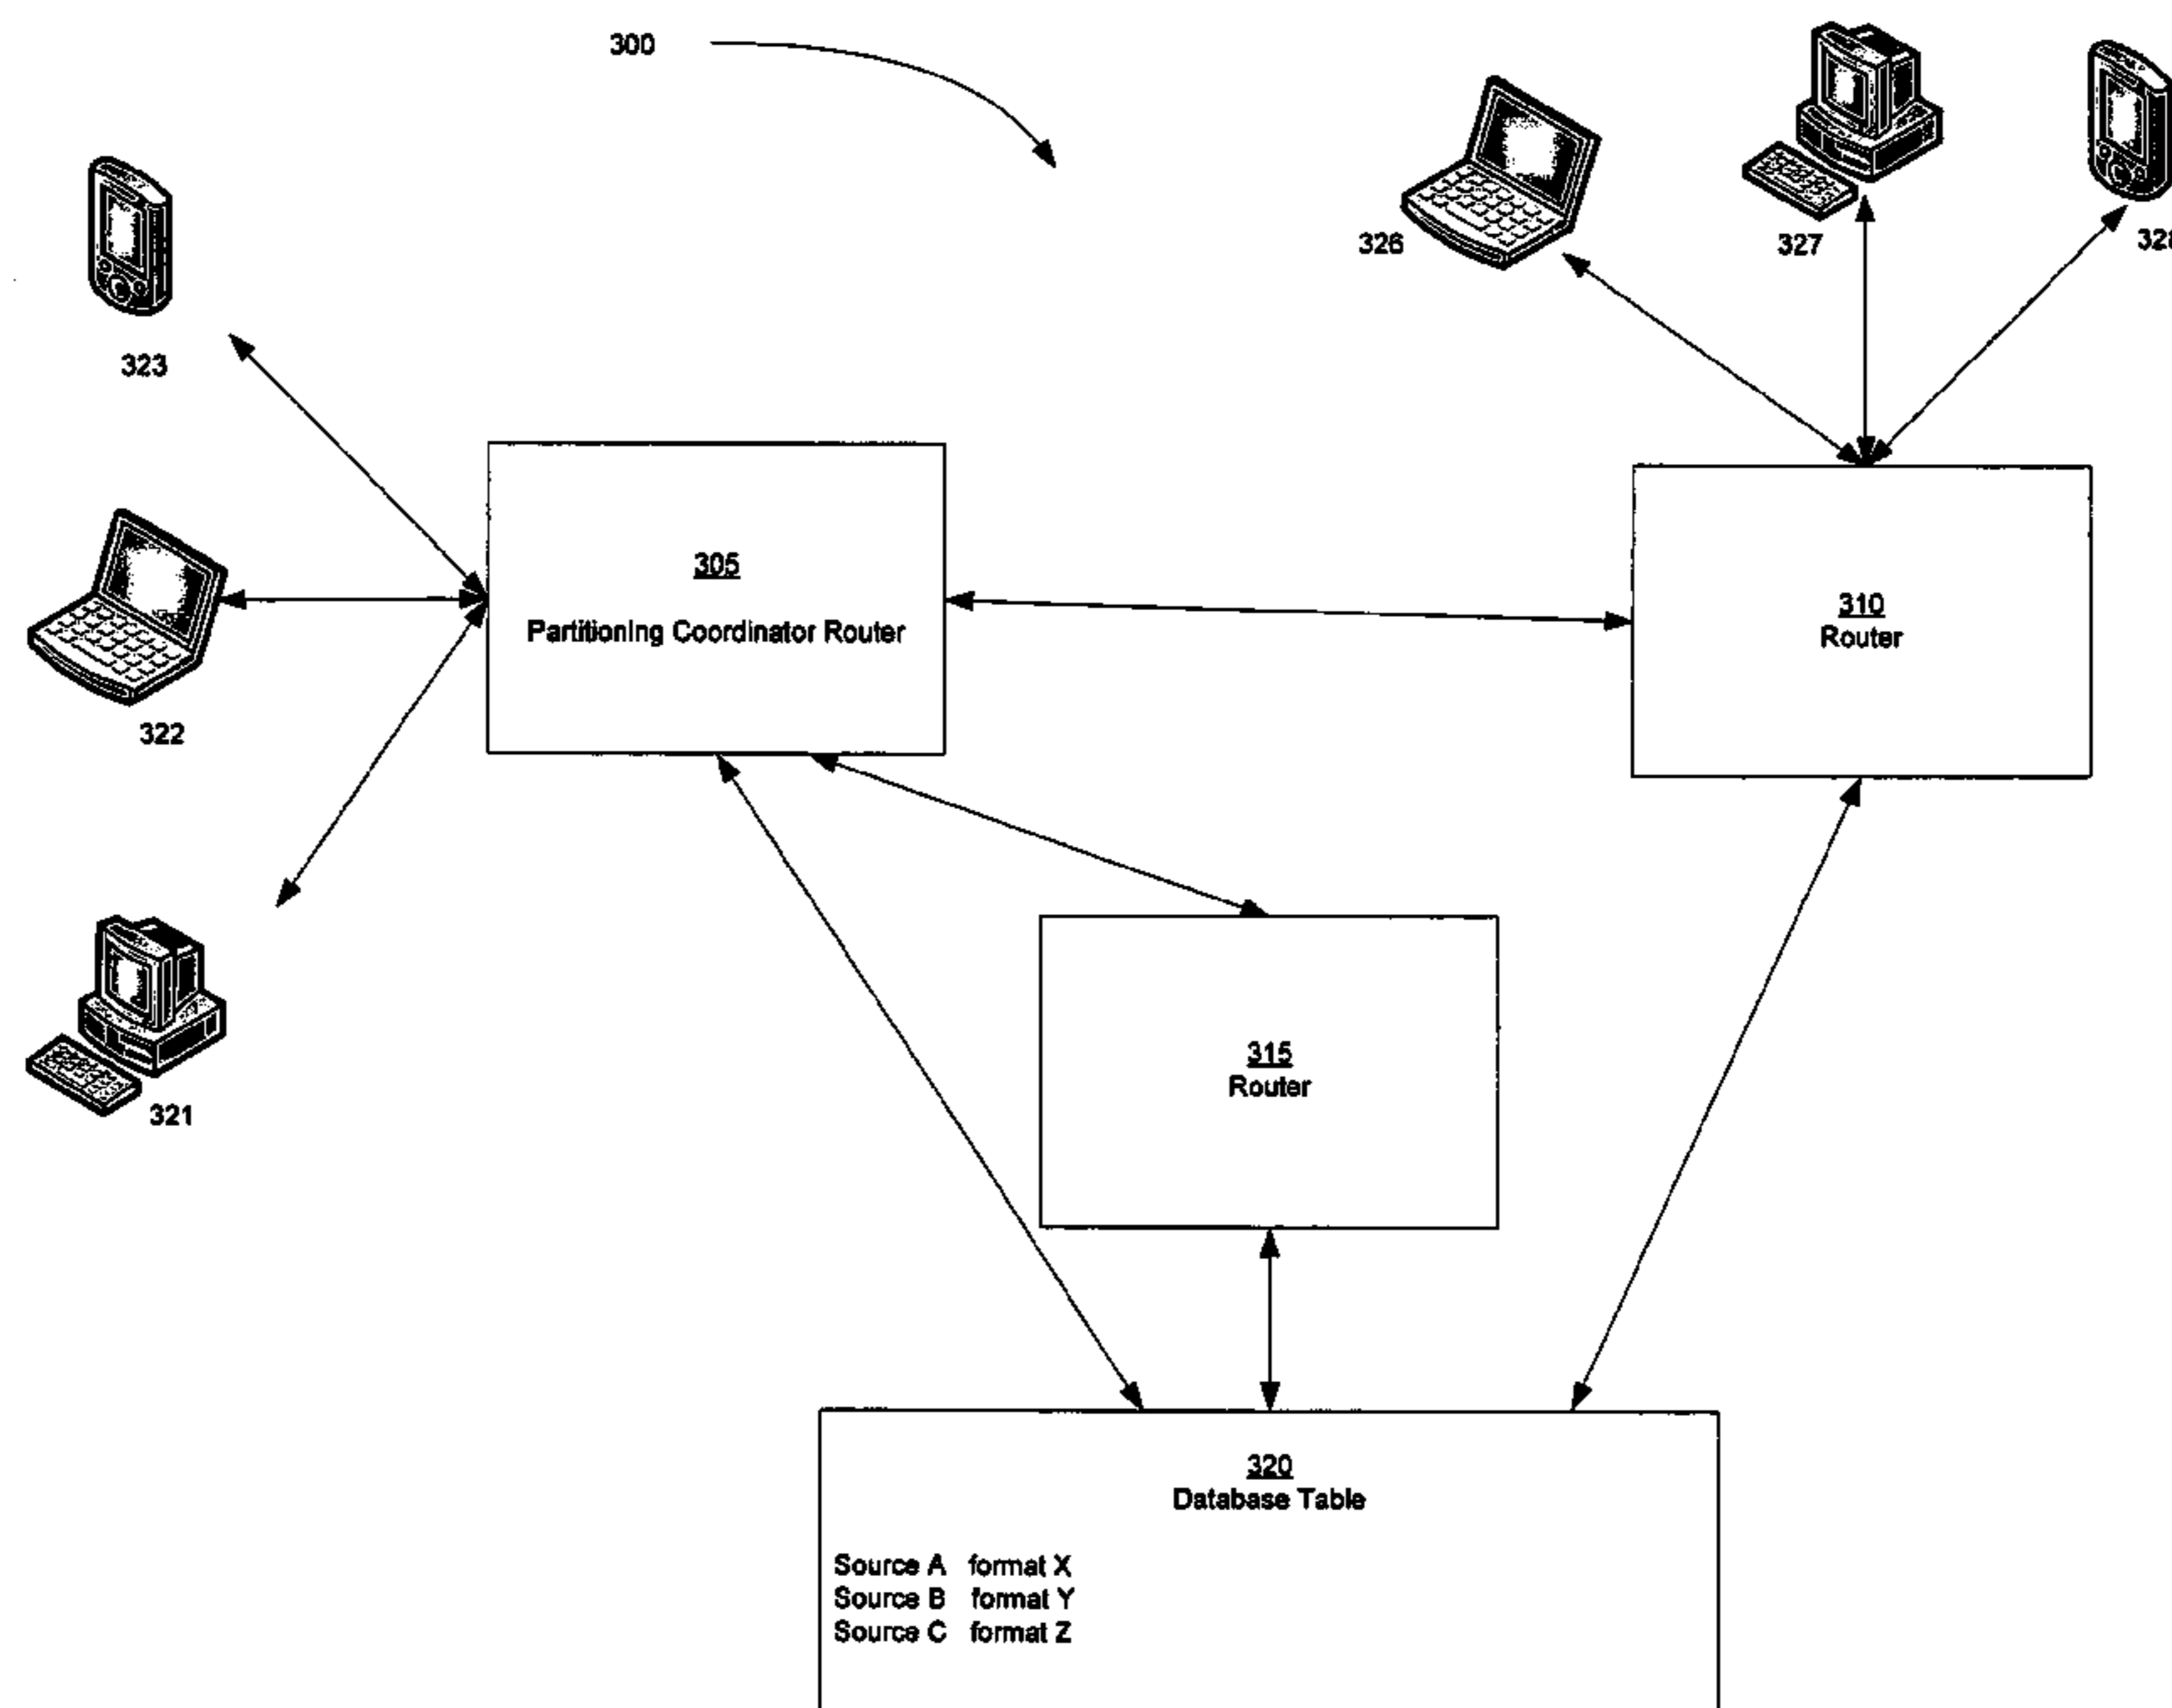 300
326
327
323
305
Partitioning Coordinator Router
310
Router
322
315
Router
321
320
Database Table
Source A format X
Source B format Y
Source C format Z